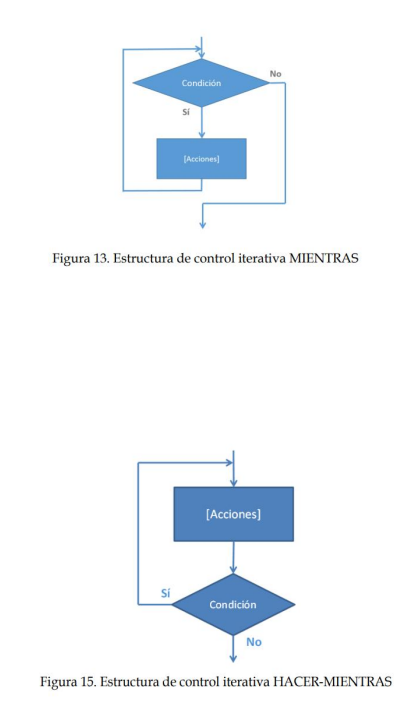 Condición
No
Sí
[Acciones]
Figura 13. Estructura de control iterativa MIENTRAS
[Acciones]
Sí
Condición
No
Figura 15. Estructura de control iterativa HACER-MIENTRAS